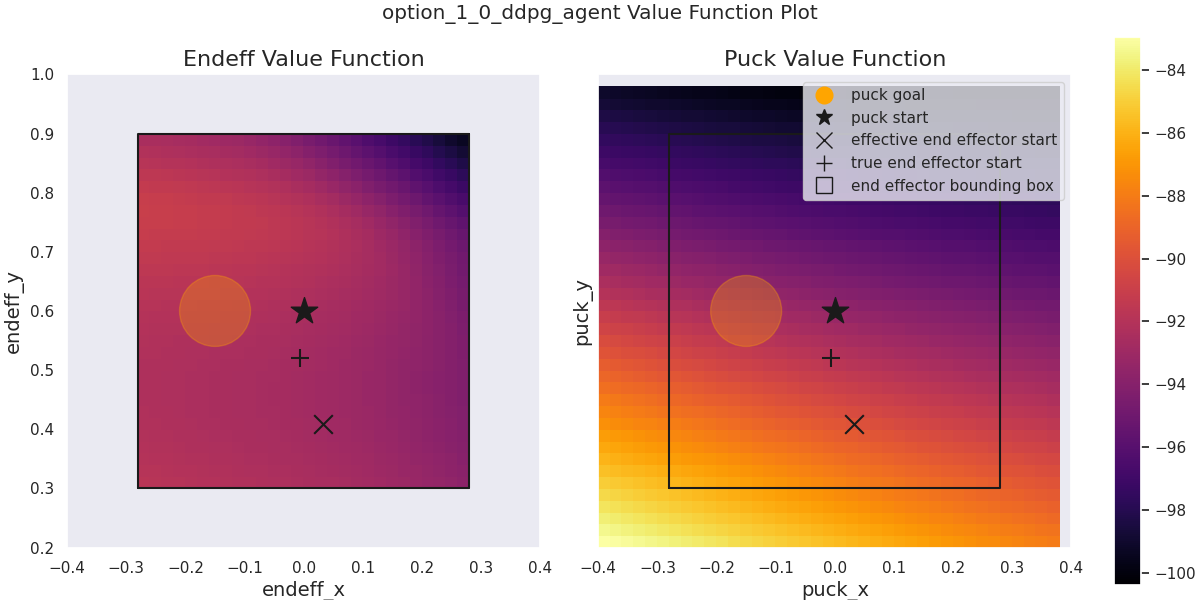 option_1_0_ddpg_agent Value Function Plot
Endeff Value Function
endeff_y
1.0
0.9
0.8
0.7
0.6
0.5
0.4
0.3
0.2
−0.4 −0.3 −0.2 −0.1 0.0 0.1 0.2 0.3 0.4
endeff_x
Puck Value Function
puck goal
puck start
effective end effector start
true end effector start
end effector bounding box
puck_y
−0.4 −0.3 −0.2 −0.1 0.0 0.1 0.2 0.3 0.4
puck_x
−84
−86
−88
−90
−92
−94
−96
−98
−100